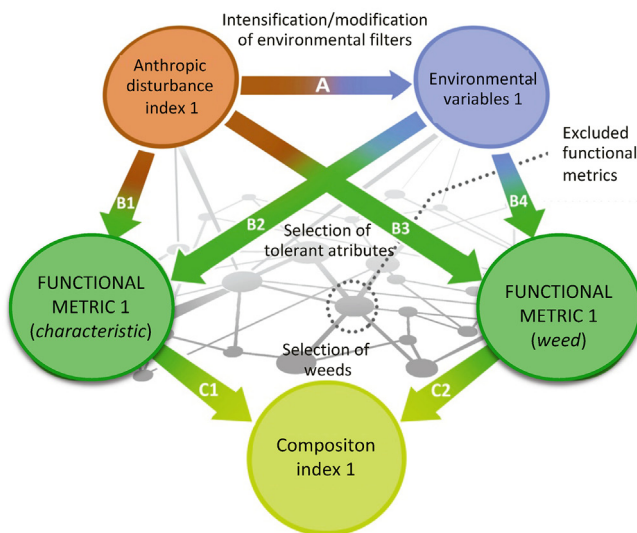 Intensification/modification
of environmental filters
Anthropic
disturbance
index 1
A
Environmental
variables 1
Excluded
functional
metrics
B1
B2
B3
B4
Selection of
tolerant atributes
FUNCTIONAL
METRIC 1
(characteristic)
FUNCTIONAL
METRIC 1
(weed)
Selection of
weeds
C1
C2
Compositon
index 1